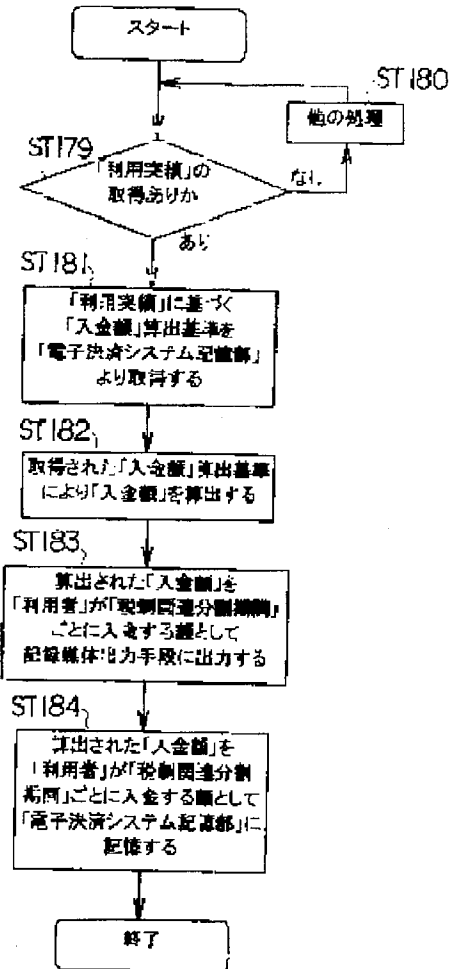 スタート
ST180
他の処理
ST179
「利用実績」の
取得ありか
なし
あり
ST181
「利用実績」に基づく
「入金額」算出基準を
「電子決済システム記憶部」
より取得する
ST182
取得された「入金額」算出基準
により「入金額」を算出する
ST183
算出された「入金額」を
「利用者」が「税制関連分割期間」
ごとに入金する額として
記録媒体出力手段に出力する
ST184
算出された「入金額」を
「利用者」が「税制関連分割
期間」ごとに入金する額として
「電子決済システム記憶部」に
記憶する
終了